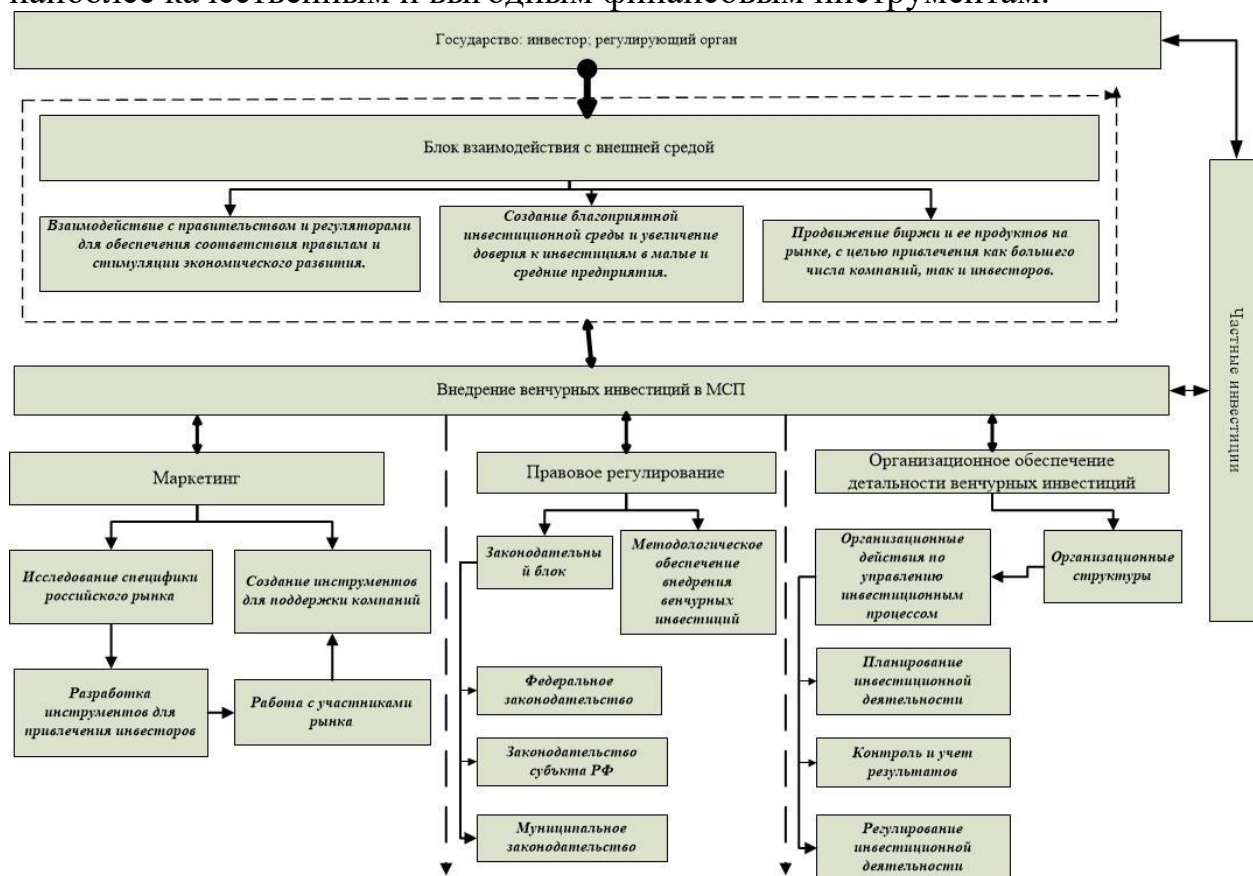 наиболее качественным и выгодным финансовым инструментам.
Государство: инвестор; регулирующий орган
Блок взаимодействия с внешней средой
Взаимодействие с правительством и регуляторами
для обеспечения соответствия правилам и
стимуляции экономического развития.
Создание благоприятной
инвестиционной среды и увеличение
доверия к инвестициям в малые и
средние предприятия.
Продвижение биржи и ее продуктов на
рынке, с целью привлечения как большего
числа компаний, так и инвесторов.
Частные инвестиции
Внедрение венчурных инвестиций в МСП
Маркетинг
Исследование специфики
российского рынка
Создание инструментов
для поддержки компаний
Разработка
инструментов для
привлечения инвесторов
Работа с участниками
рынка
Правовое регулирование
Законодательны
й блок
Методологическое
обеспечение
внедрения
венчурных
инвестиций
Федеральное
законодательство
Законодательство
субъкта РФ
Муниципальное
законодательство
Организационное обеспечение
детальности венчурных инвестиций
Организационные
действия по
управлению
инвестиционным
процессом
Организационные
структуры
Планирование
инвестиционной
деятельности
Контроль и учет
результатов
Регулирование
инвестиционной
деятельности